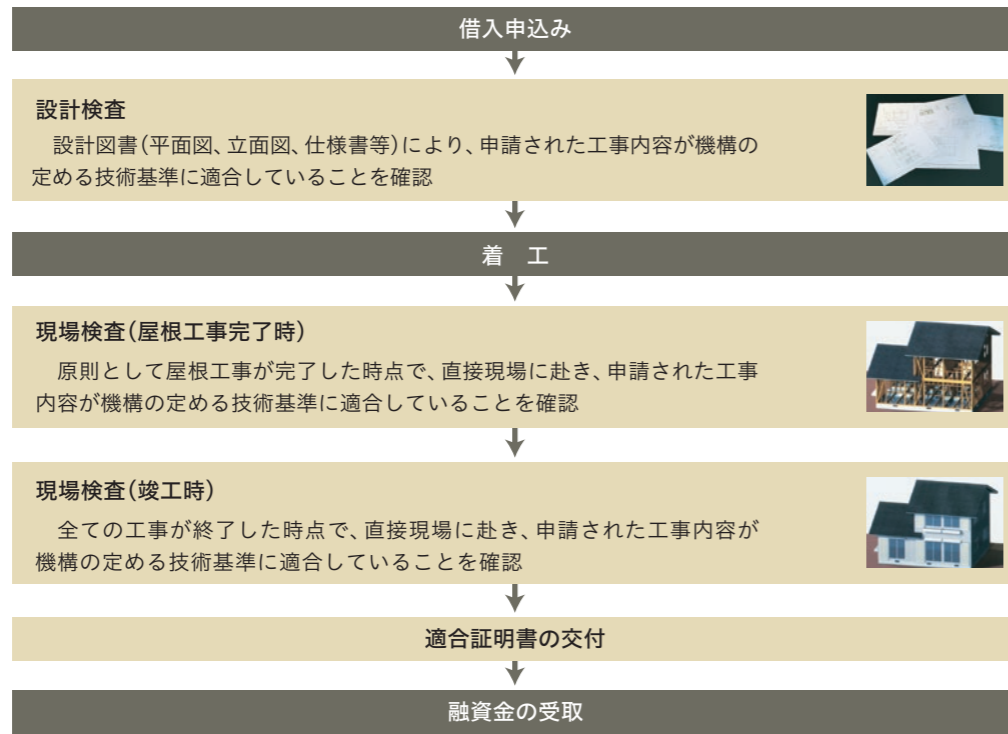 借入申込み
設計検査
設計図書(平面図、立面図、仕様書等)により、申請された工事内容が機構の
定める技術基準に適合していることを確認
着　工
現場検査(屋根工事完了時)
原則として屋根工事が完了した時点で、直接現場に赴き、申請された工事
内容が機構の定める技術基準に適合していることを確認
現場検査(竣工時)
全ての工事が終了した時点で、直接現場に赴き、申請された工事内容が
機構の定める技術基準に適合していることを確認
適合証明書の交付
融資金の受取